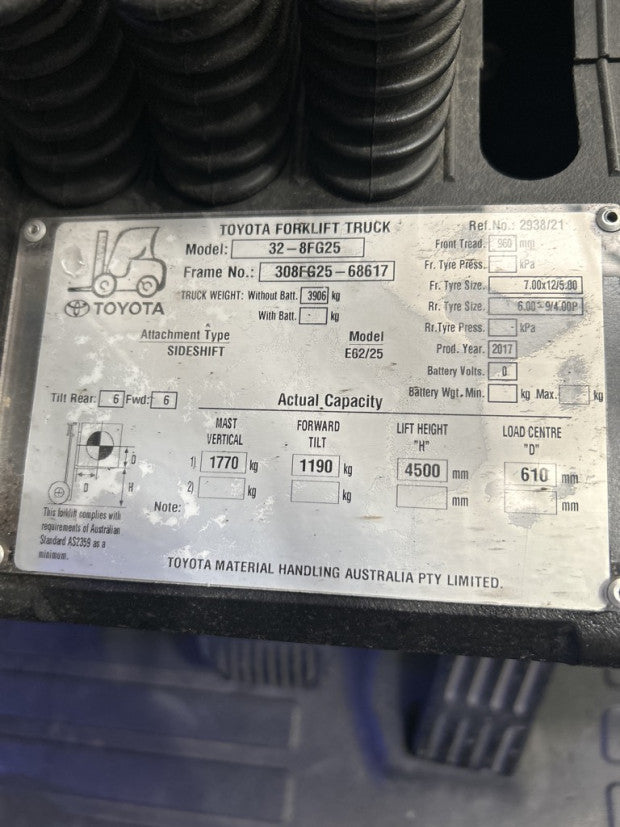 TOYOTA FORKLIFT TRUCK
Ref.No.: 2938/21
Model: 32-8FG25
Front Tread. 960 mm
Frame No.: 308FG25-68617
Fr. Tyre Press. - kPa
TRUCK WEIGHT: Without Batt. 3906 kg
Fr. Tyre Size. 7.00x12/5.00
With Batt. - kg
Rr. Tyre Size. 6.00-9/4.00P
TOYOTA
Attachment Type
Model
Rr.Tyre Press. - kPa
SIDESHIFT
E62/25
Prod. Year. 2017
Battery Volts. 0
Tilt Rear: 6 Fwd: 6
Actual Capacity
Battery Wgt. Min. kg Max. kg
MAST VERTICAL
FORWARD TILT
LIFT HEIGHT "H"
LOAD CENTRE "D"
1) 1770 kg 1190 kg 4500 mm 610 mm
2) kg kg mm mm
D
D
H
Note:
This forklift complies with
requirements of Australian
Standard AS2359 as a
minimum.
TOYOTA MATERIAL HANDLING AUSTRALIA PTY LIMITED.